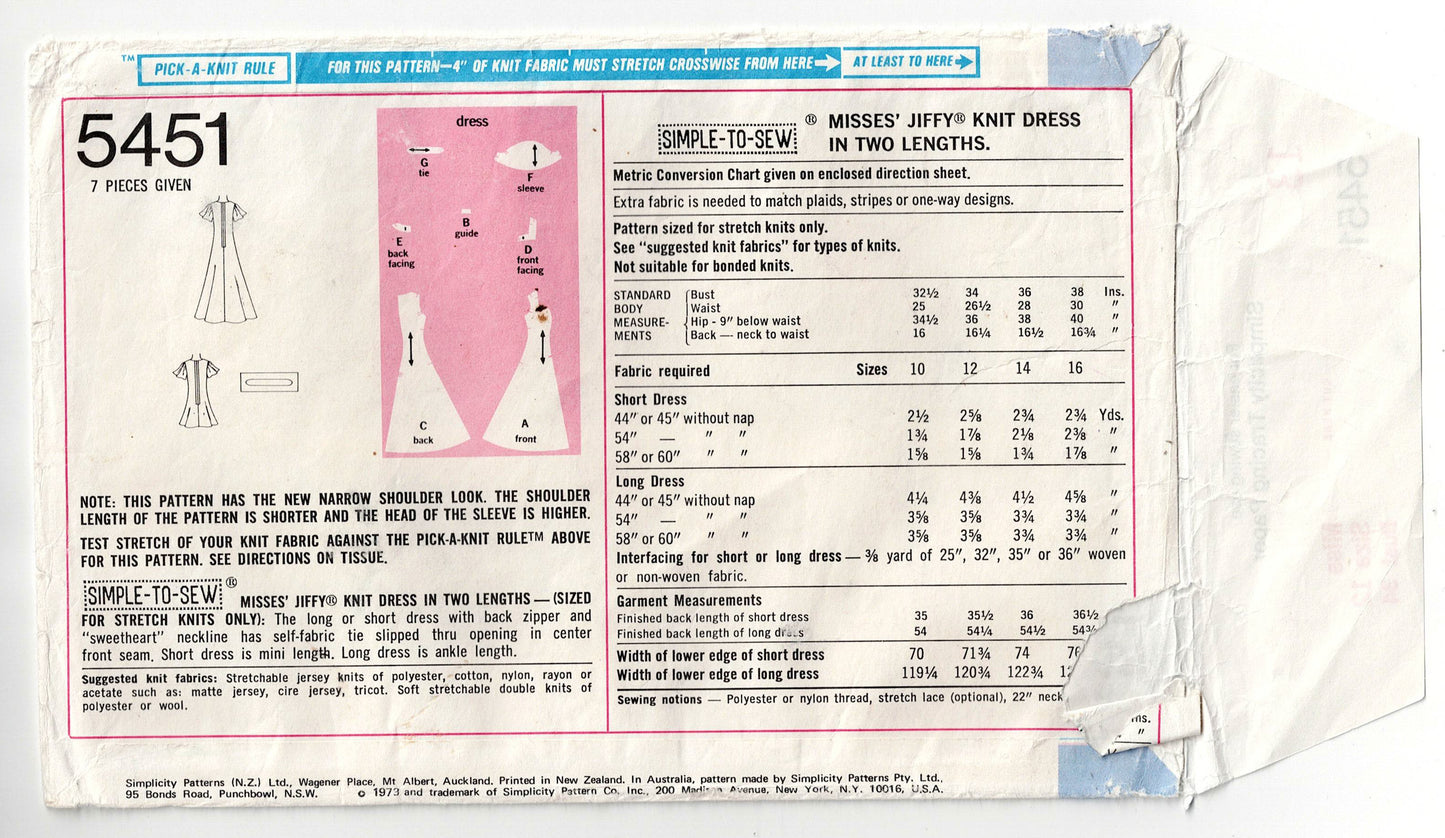 ™ PICK-A-KNIT RULE FOR THIS PATTERN—4" OF KNIT FABRIC MUST STRETCH CROSSWISE FROM HERE AT LEAST TO HERE
5451
7 PIECES GIVEN
dress
G
tie
F
sleeve
B
guide
E
back
facing
D
front
facing
C
back
A
front
NOTE: THIS PATTERN HAS THE NEW NARROW SHOULDER LOOK. THE SHOULDER
LENGTH OF THE PATTERN IS SHORTER AND THE HEAD OF THE SLEEVE IS HIGHER.
TEST STRETCH OF YOUR KNIT FABRIC AGAINST THE PICK-A-KNIT RULE™ ABOVE
FOR THIS PATTERN. SEE DIRECTIONS ON TISSUE.
SIMPLE-TO-SEW® MISSES' JIFFY® KNIT DRESS IN TWO LENGTHS — (SIZED
FOR STRETCH KNITS ONLY): The long or short dress with back zipper and
"sweetheart" neckline has self-fabric tie slipped thru opening in center
front seam. Short dress is mini length. Long dress is ankle length.
Suggested knit fabrics: Stretchable jersey knits of polyester, cotton, nylon, rayon or
acetate such as: matte jersey, cire jersey, tricot. Soft stretchable double knits of
polyester or wool.
SIMPLE-TO-SEW ® MISSES' JIFFY® KNIT DRESS
IN TWO LENGTHS.
Metric Conversion Chart given on enclosed direction sheet.
Extra fabric is needed to match plaids, stripes or one-way designs.
Pattern sized for stretch knits only.
See "suggested knit fabrics" for types of knits.
Not suitable for bonded knits.
STANDARD Bust 32½ 34 36 38 Ins.
BODY Waist 25 26½ 28 30 "
MEASURE- Hip - 9" below waist 34½ 36 38 40 "
MENTS Back — neck to waist 16 16¼ 16½ 16¾ "
Fabric required Sizes 10 12 14 16
Short Dress
44" or 45" without nap 2½ 2⅝ 2¾ 2¾ Yds.
54" — " " 1¾ 1⅞ 2⅛ 2⅜ "
58" or 60" " " 1⅝ 1⅝ 1¾ 1⅞ "
Long Dress
44" or 45" without nap 4¼ 4⅜ 4½ 4⅝ "
54" — " " 3⅝ 3⅝ 3¾ 3¾ "
58" or 60" " " 3⅝ 3⅝ 3¾ 3¾ "
Interfacing for short or long dress — ⅜ yard of 25", 32", 35" or 36" woven
or non-woven fabric.
Garment Measurements
Finished back length of short dress 35 35½ 36 36½
Finished back length of long dress 54 54¼ 54½ 54¾
Width of lower edge of short dress 70 71¾ 74
Width of lower edge of long dress 119¼ 120¾ 122¾
Sewing notions — Polyester or nylon thread, stretch lace (optional), 22" neck
ins.
"
Simplicity Patterns (N.Z.) Ltd., Wagener Place, Mt Albert, Auckland. Printed in New Zealand. In Australia, pattern made by Simplicity Patterns Pty. Ltd.,
95 Bonds Road, Punchbowl, N.S.W. © 1973 and trademark of Simplicity Pattern Co. Inc., 200 Madison Avenue, New York, N.Y. 10016, U.S.A.